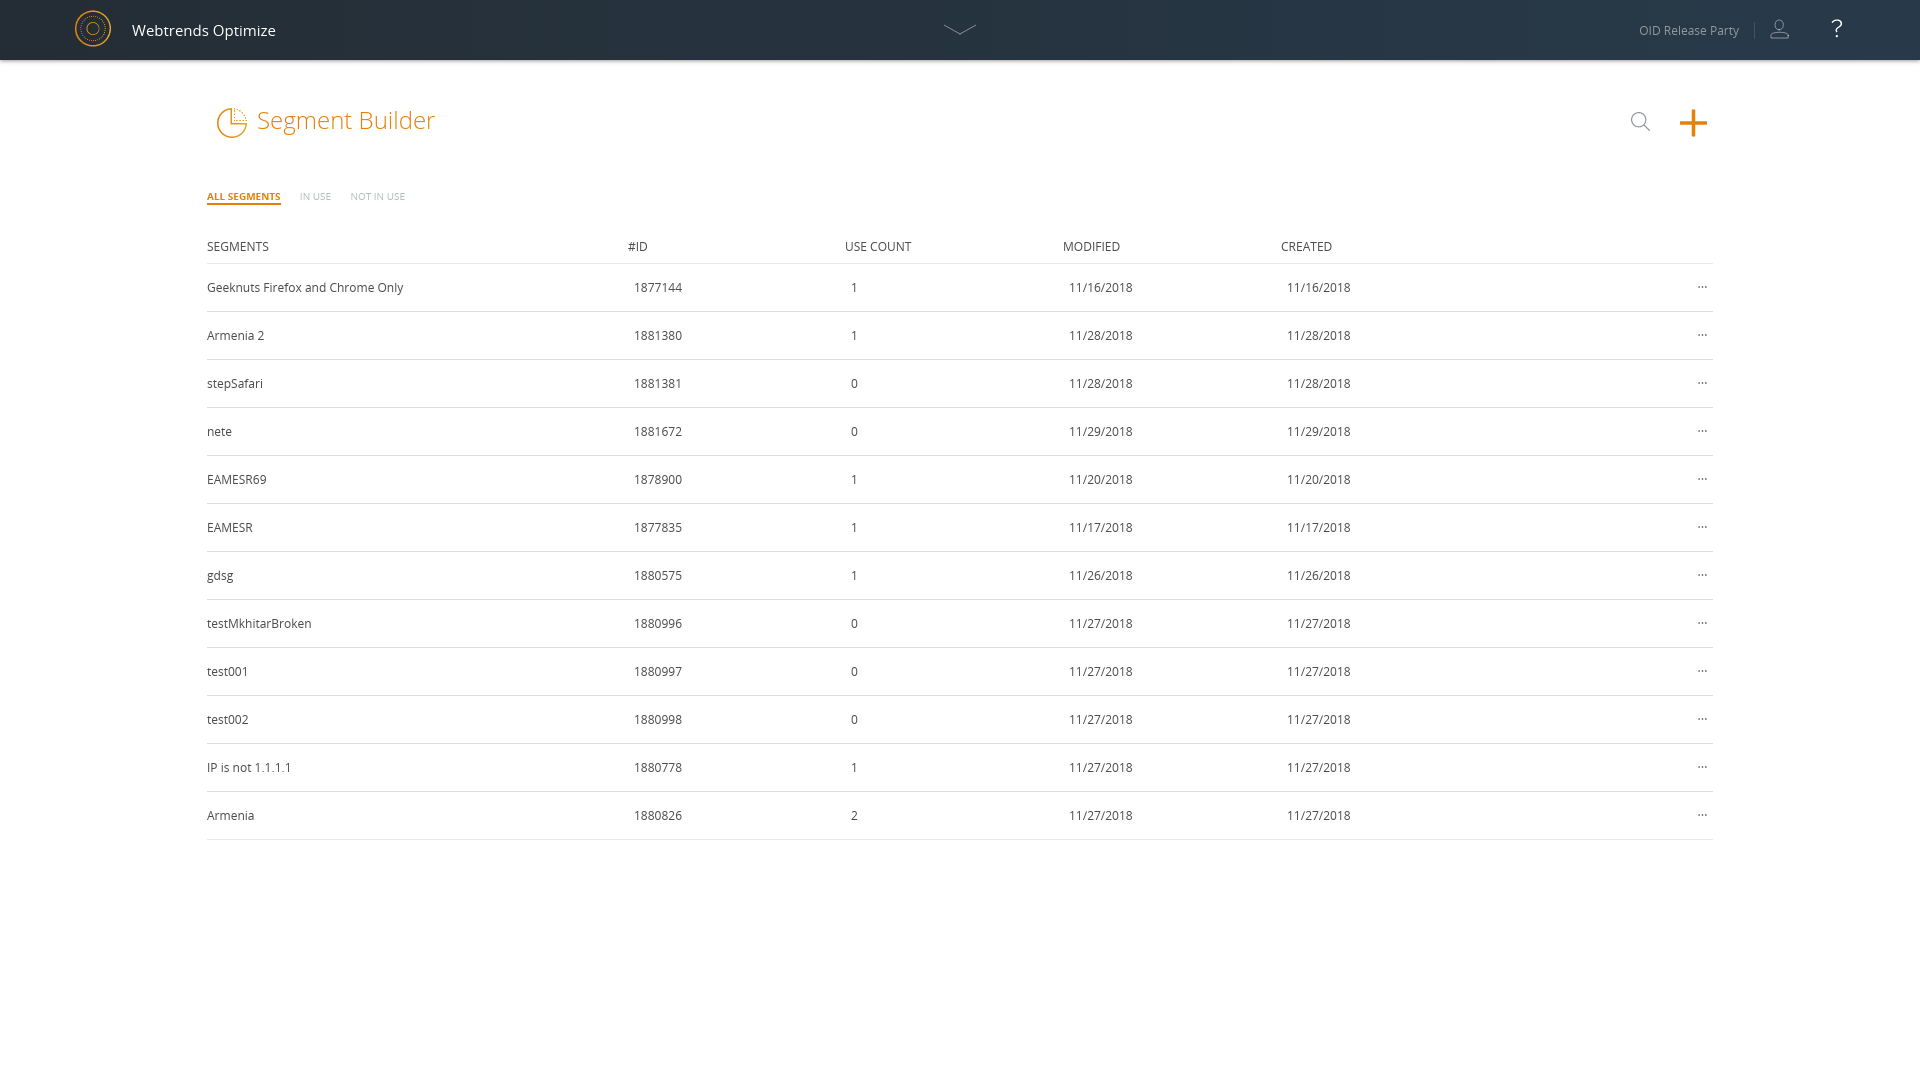 Webtrends Optimize
OID Release Party
?
Segment Builder
ALL SEGMENTS IN USE NOT IN USE
SEGMENTS #ID USE COUNT MODIFIED CREATED
Geeknuts Firefox and Chrome Only 1877144 1 11/16/2018 11/16/2018 ...
Armenia 2 1881380 1 11/28/2018 11/28/2018 ...
stepSafari 1881381 0 11/28/2018 11/28/2018 ...
nete 1881672 0 11/29/2018 11/29/2018 ...
EAMESR69 1878900 1 11/20/2018 11/20/2018 ...
EAMESR 1877835 1 11/17/2018 11/17/2018 ...
gdsg 1880575 1 11/26/2018 11/26/2018 ...
testMkhitarBroken 1880996 0 11/27/2018 11/27/2018 ...
test001 1880997 0 11/27/2018 11/27/2018 ...
test002 1880998 0 11/27/2018 11/27/2018 ...
IP is not 1.1.1.1 1880778 1 11/27/2018 11/27/2018 ...
Armenia 1880826 2 11/27/2018 11/27/2018 ...